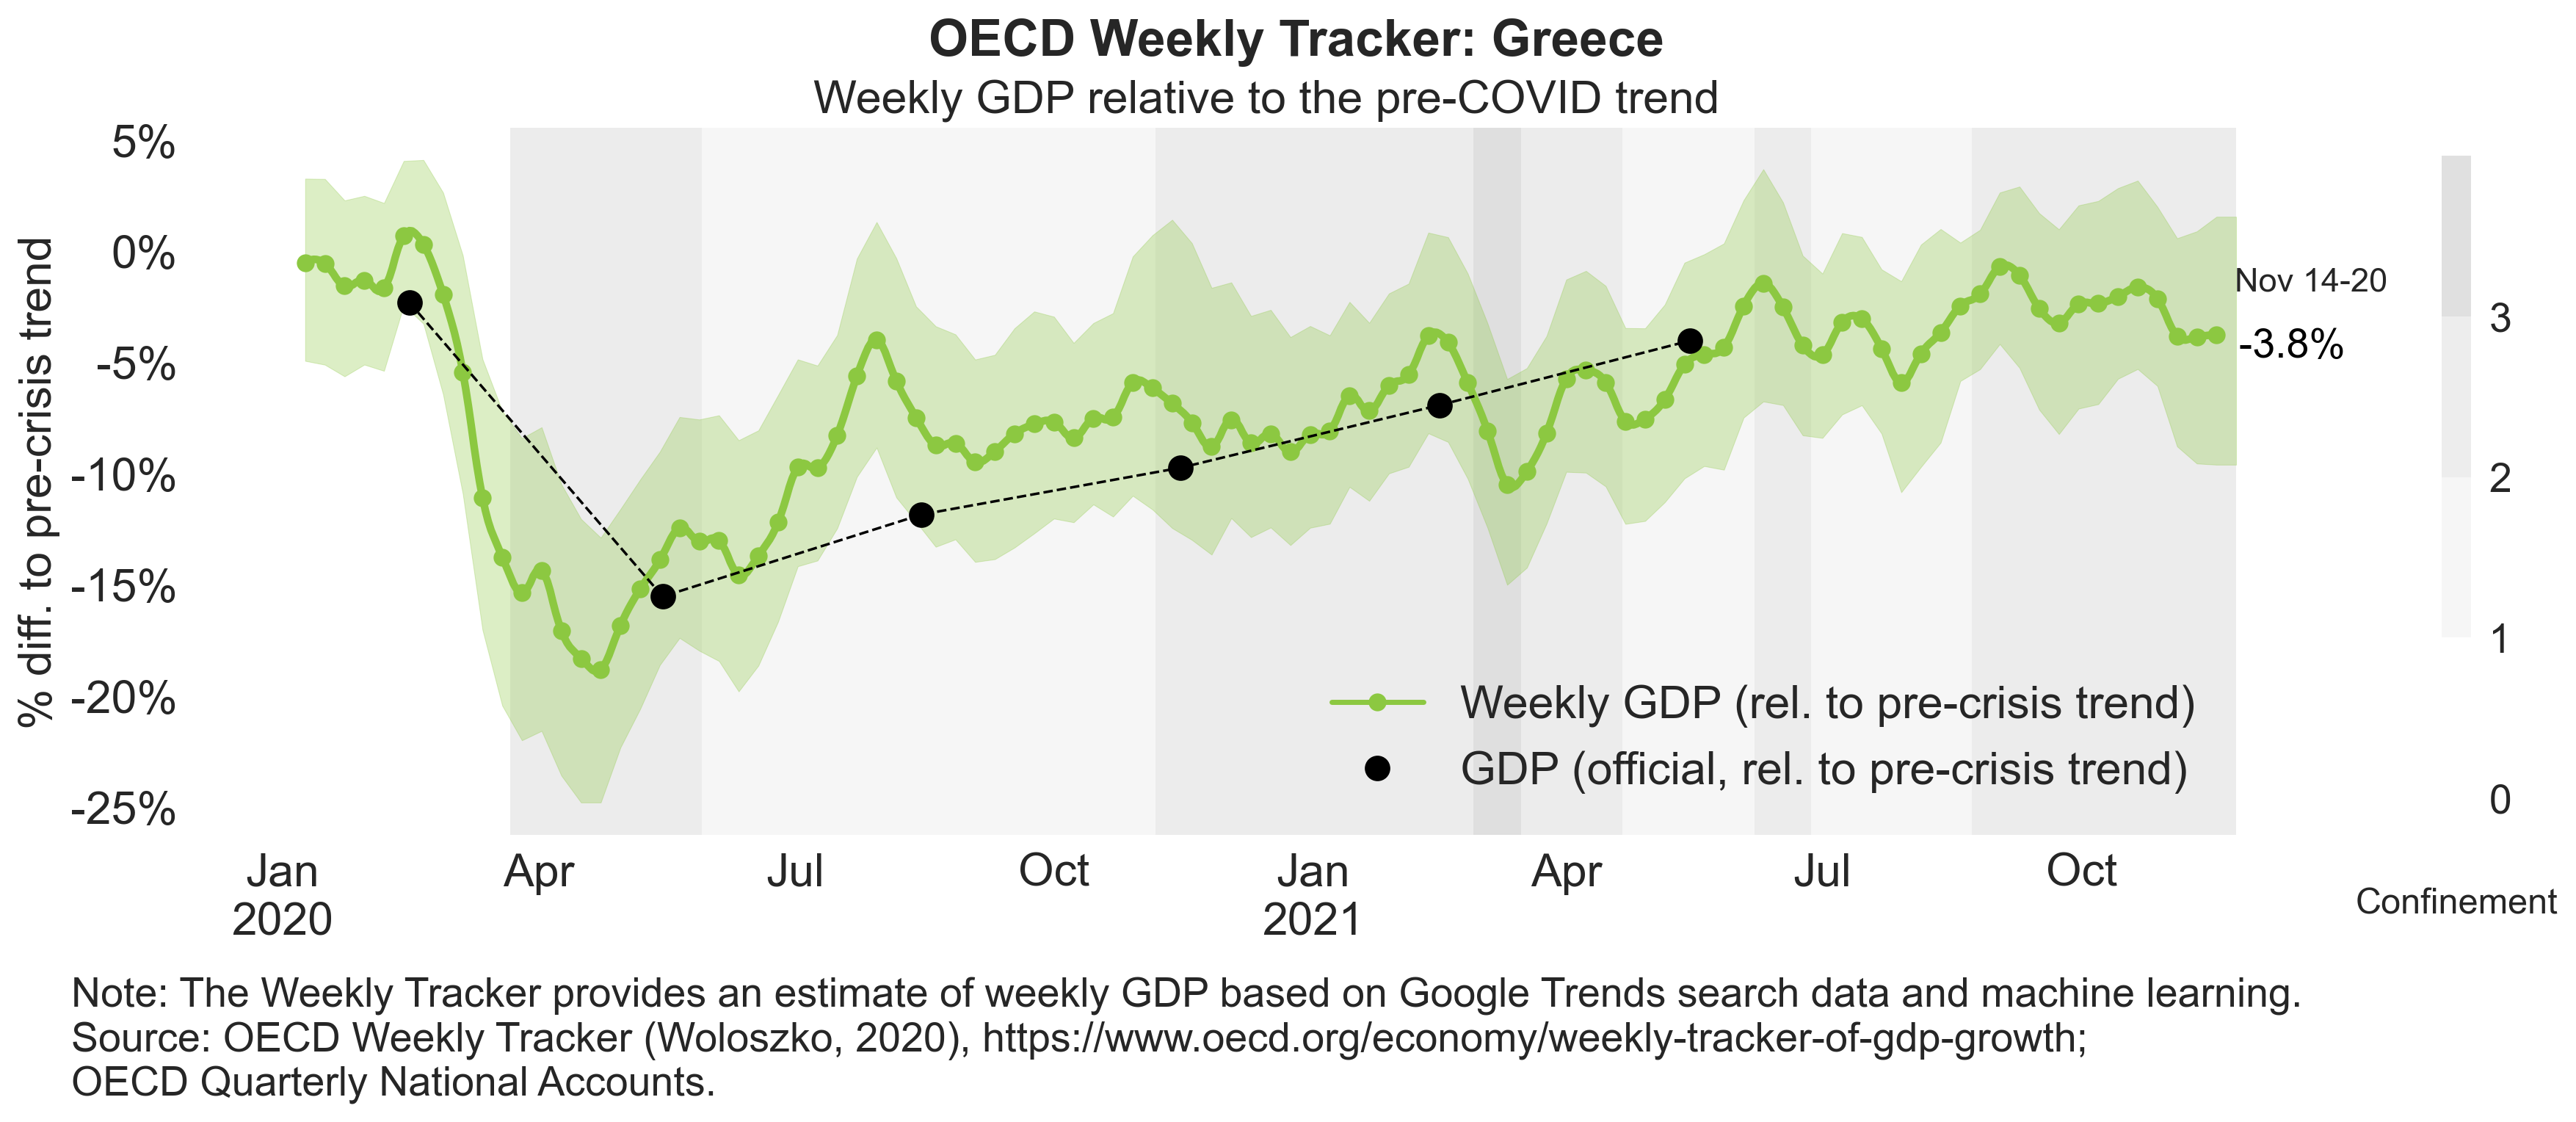 OECD Weekly Tracker: Greece
Weekly GDP relative to the pre-COVID trend
% diff. to pre-crisis trend
5%
0%
-5%
-10%
-15%
-20%
-25%
Nov 14-20
-3.8%
Weekly GDP (rel. to pre-crisis trend)
GDP (official, rel. to pre-crisis trend)
3
2
1
0
Confinement
Jan Apr Jul Oct Jan Apr Jul Oct
2020 2021
Note: The Weekly Tracker provides an estimate of weekly GDP based on Google Trends search data and machine learning.
Source: OECD Weekly Tracker (Woloszko, 2020), https://www.oecd.org/economy/weekly-tracker-of-gdp-growth;
OECD Quarterly National Accounts.